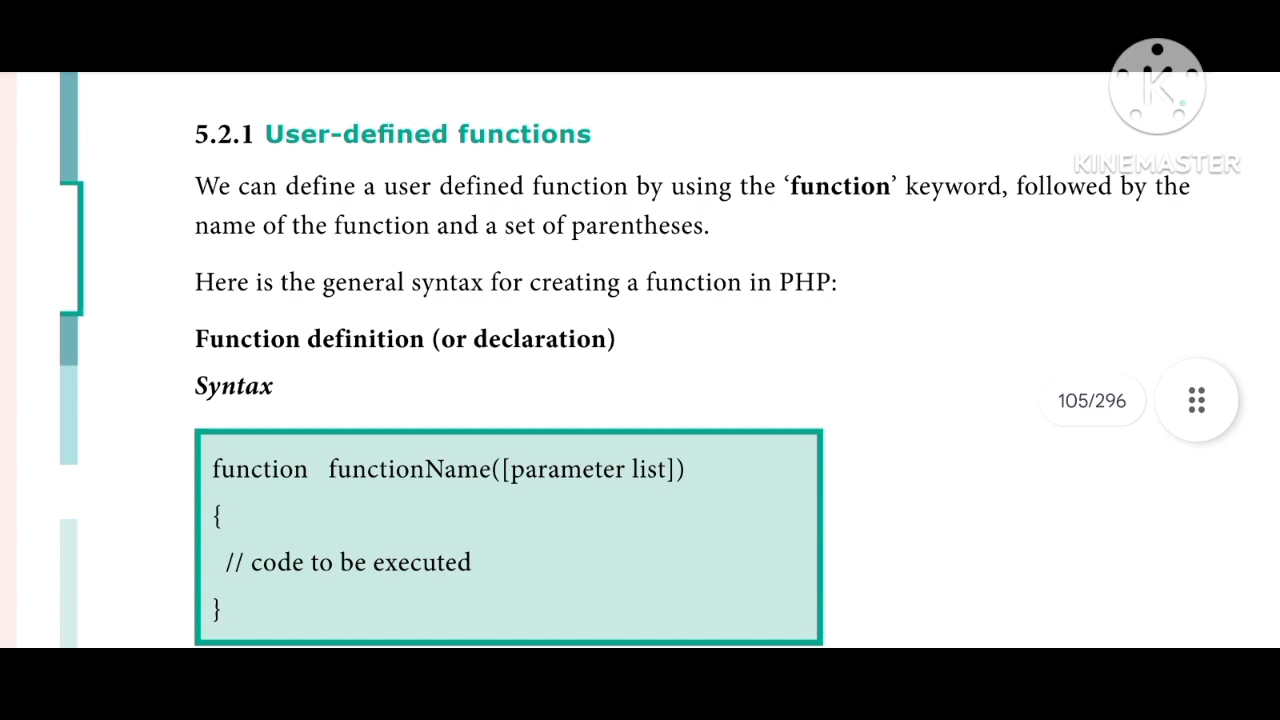 5.2.1 User-defined functions
We can define a user defined function by using the ‘function’ keyword, followed by the
name of the function and a set of parentheses.
Here is the general syntax for creating a function in PHP:
Function definition (or declaration)
Syntax
function functionName([parameter list])
{
// code to be executed
}
105/296
K
KINEMASTER